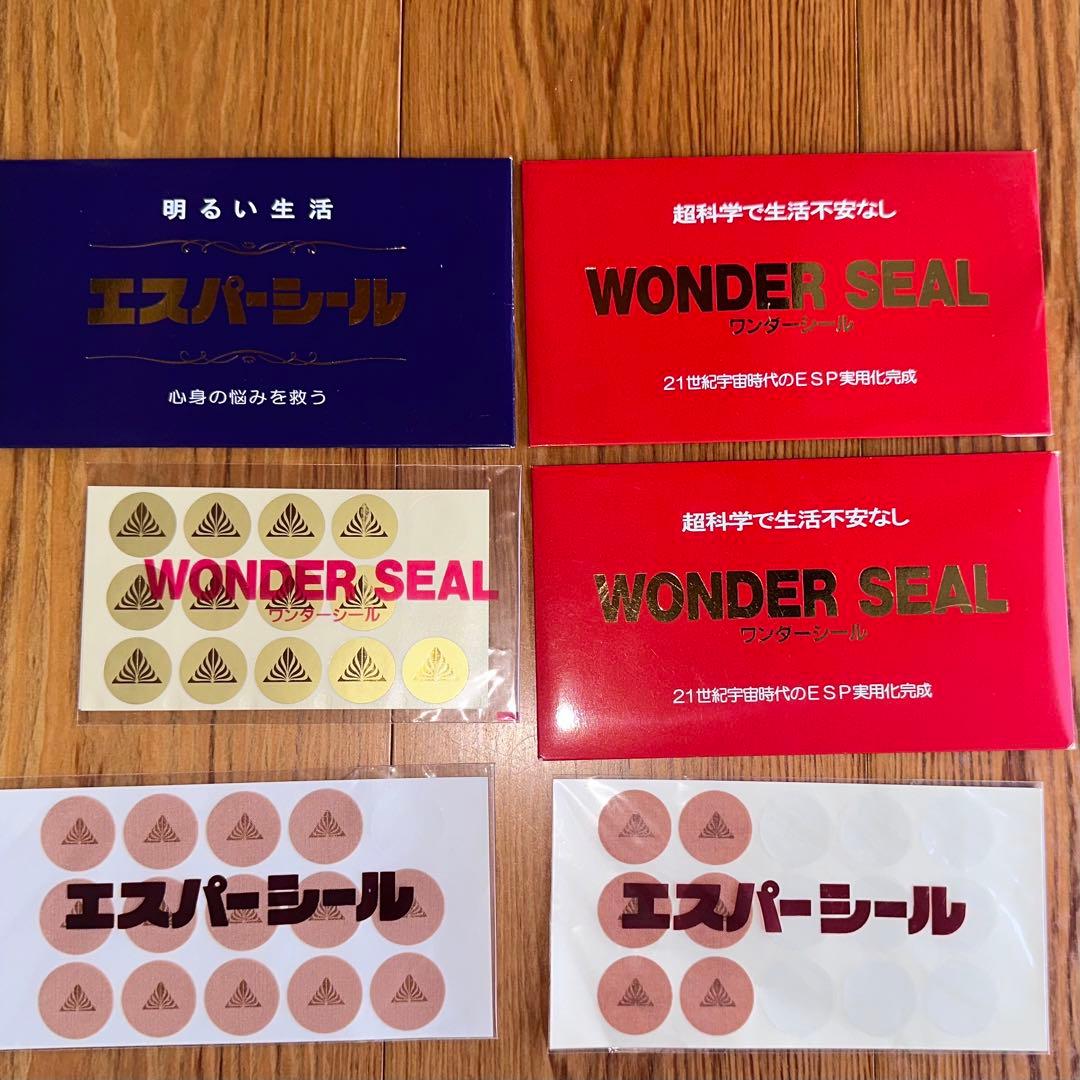 明るい生活
エスパーシール
心身の悩みを救う
超科学で生活不安なし
WONDER SEAL
ワンダーシール
21世紀宇宙時代のESP実用化完成
WONDER SEAL
ワンダーシール
超科学で生活不安なし
WONDER SEAL
ワンダーシール
21世紀宇宙時代のESP実用化完成
エスパーシール
エスパーシール